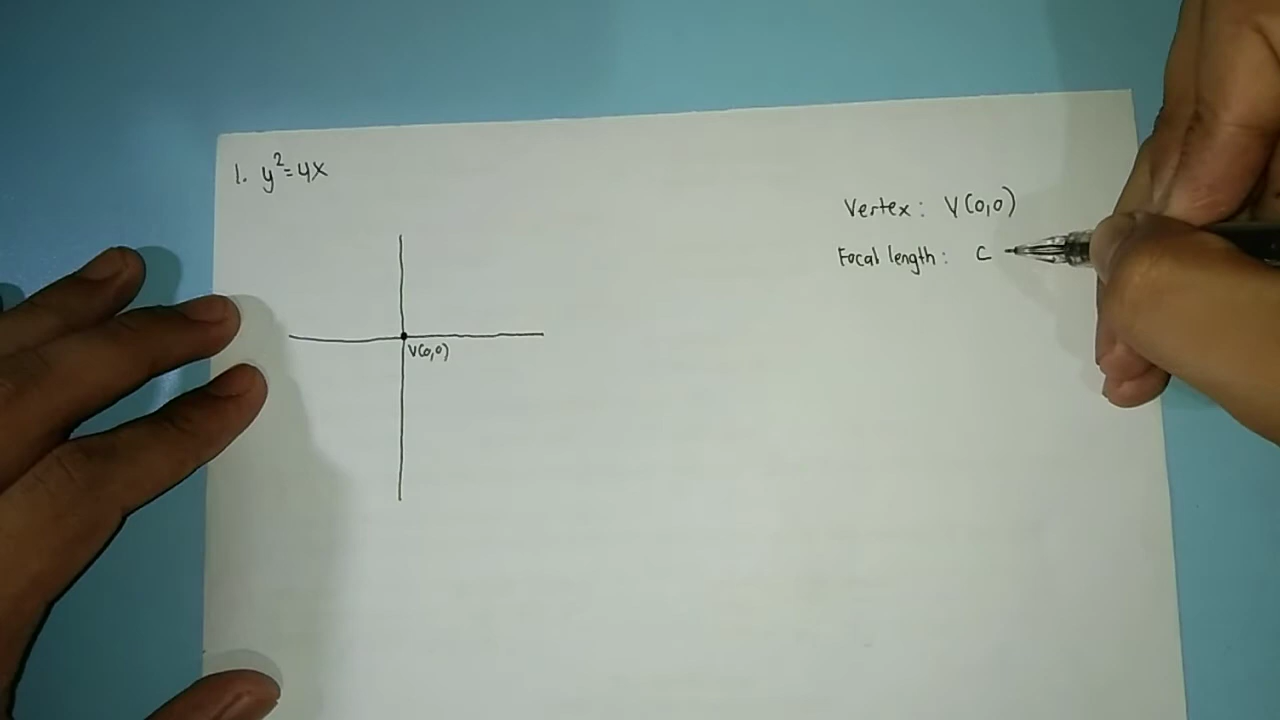 1. y²=4x
V(0,0)
Vertex: V(0,0)
Focal length: c